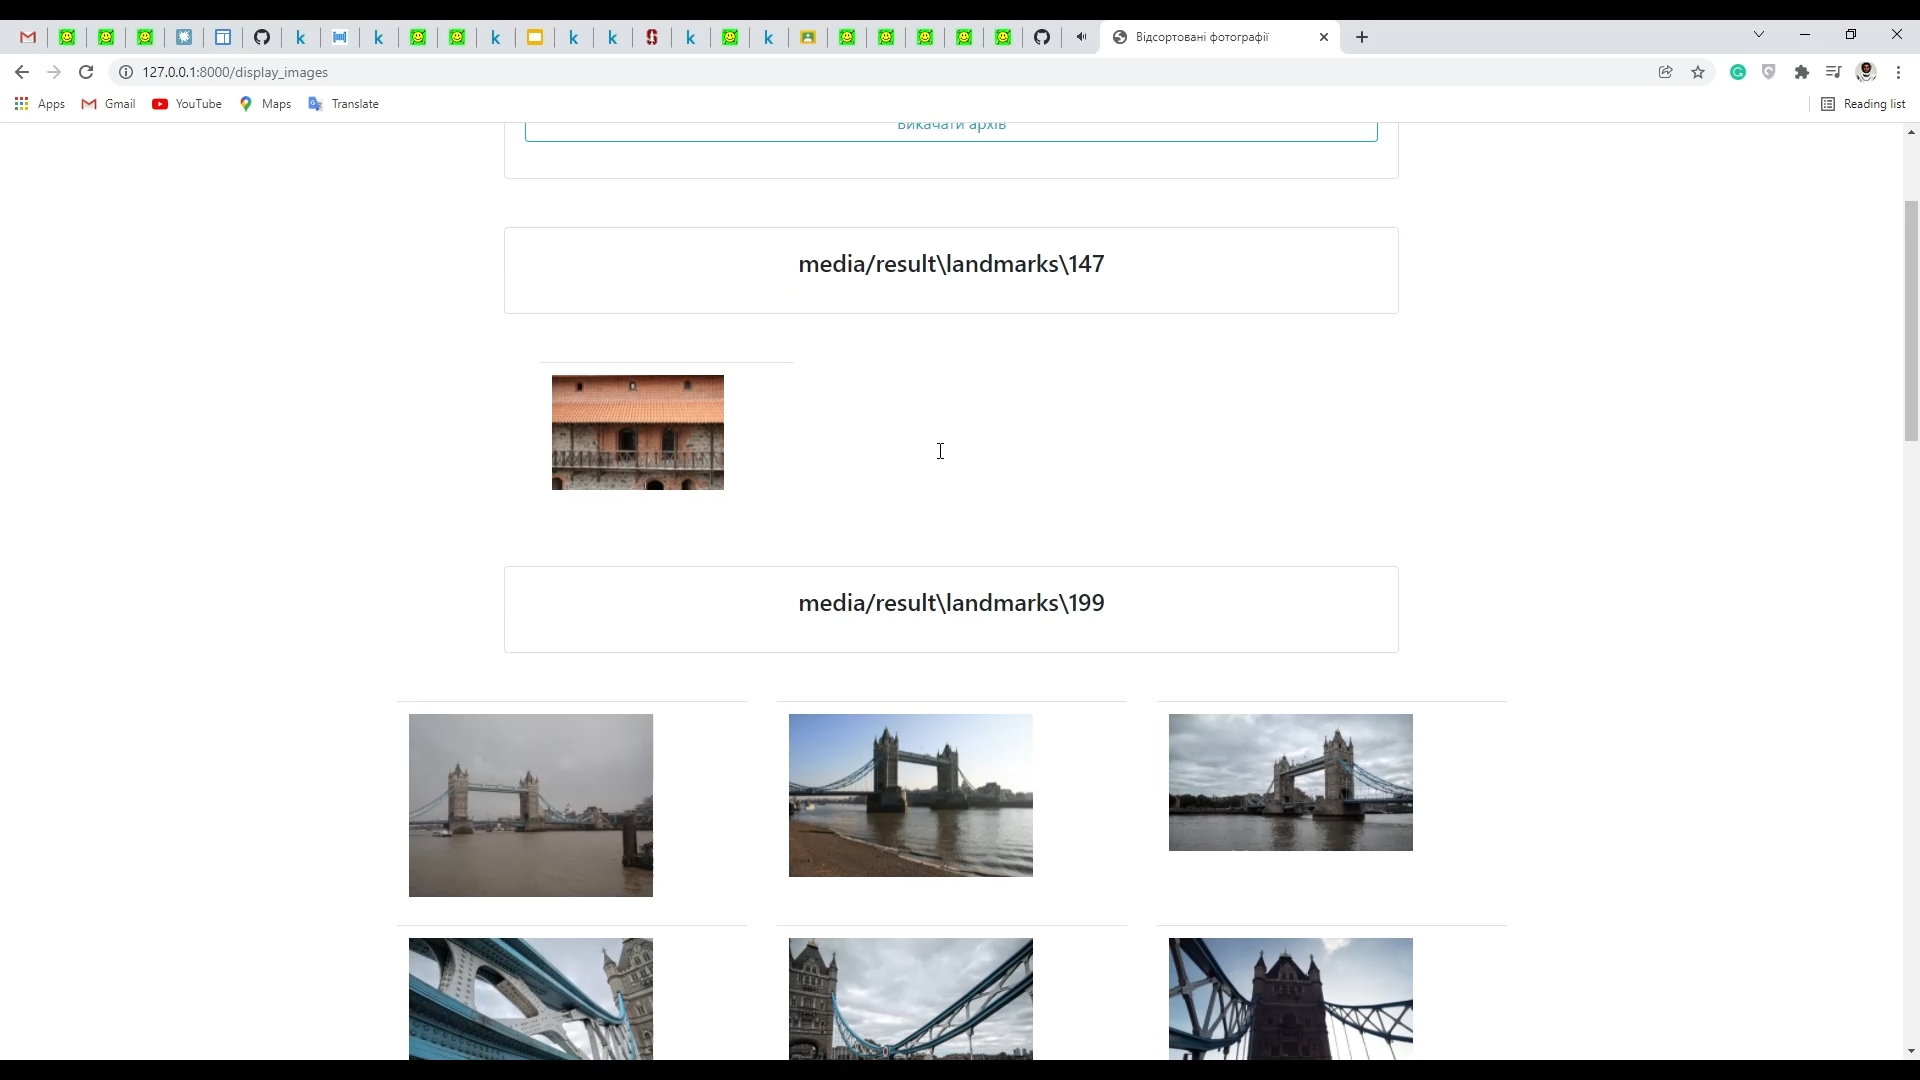 Відсортовані фотографії
127.0.0.1:8000/display_images
Apps
Gmail
YouTube
Maps
Translate
Reading list
Викачати архів
media/result\landmarks\147
media/result\landmarks\199